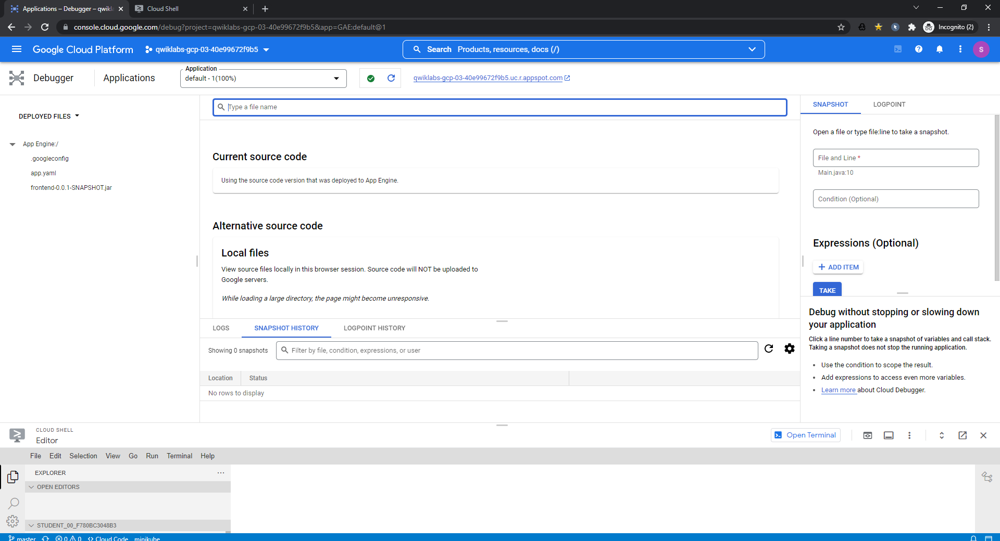 Applications – Debugger – qwikla
Cloud Shell
console.cloud.google.com/debug?project=qwiklabs-gcp-03-40e99672f9b5&app=GAE:default@1
Incognito (2)
Google Cloud Platform
qwiklabs-gcp-03-40e99672f9b5
Search Products, resources, docs (/)
S
Debugger
Applications
Application
default - 1(100%)
qwiklabs-gcp-03-40e99672f9b5.uc.r.appspot.com
DEPLOYED FILES
App Engine:/
.googleconfig
app.yaml
frontend-0.0.1-SNAPSHOT.jar
Type a file name
Current source code
Using the source code version that was deployed to App Engine.
Alternative source code
Local files
View source files locally in this browser session. Source code will NOT be uploaded to
Google servers.
While loading a large directory, the page might become unresponsive.
LOGS
SNAPSHOT HISTORY
LOGPOINT HISTORY
Showing 0 snapshots
Filter by file, condition, expressions, or user
Location
Status
No rows to display
SNAPSHOT
LOGPOINT
Open a file or type file:line to take a snapshot.
File and Line *
Main.java:10
Condition (Optional)
Expressions (Optional)
ADD ITEM
TAKE
Debug without stopping or slowing down
your application
Click a line number to take a snapshot of variables and call stack.
Taking a snapshot does not stop the running application.
• Use the condition to scope the result.
• Add expressions to access even more variables.
• Learn more about Cloud Debugger.
CLOUD SHELL
Editor
Open Terminal
File Edit Selection View Go Run Terminal Help
EXPLORER
OPEN EDITORS
STUDENT_00_F780BC3048B3
master 0 0 <> Cloud Code minikube